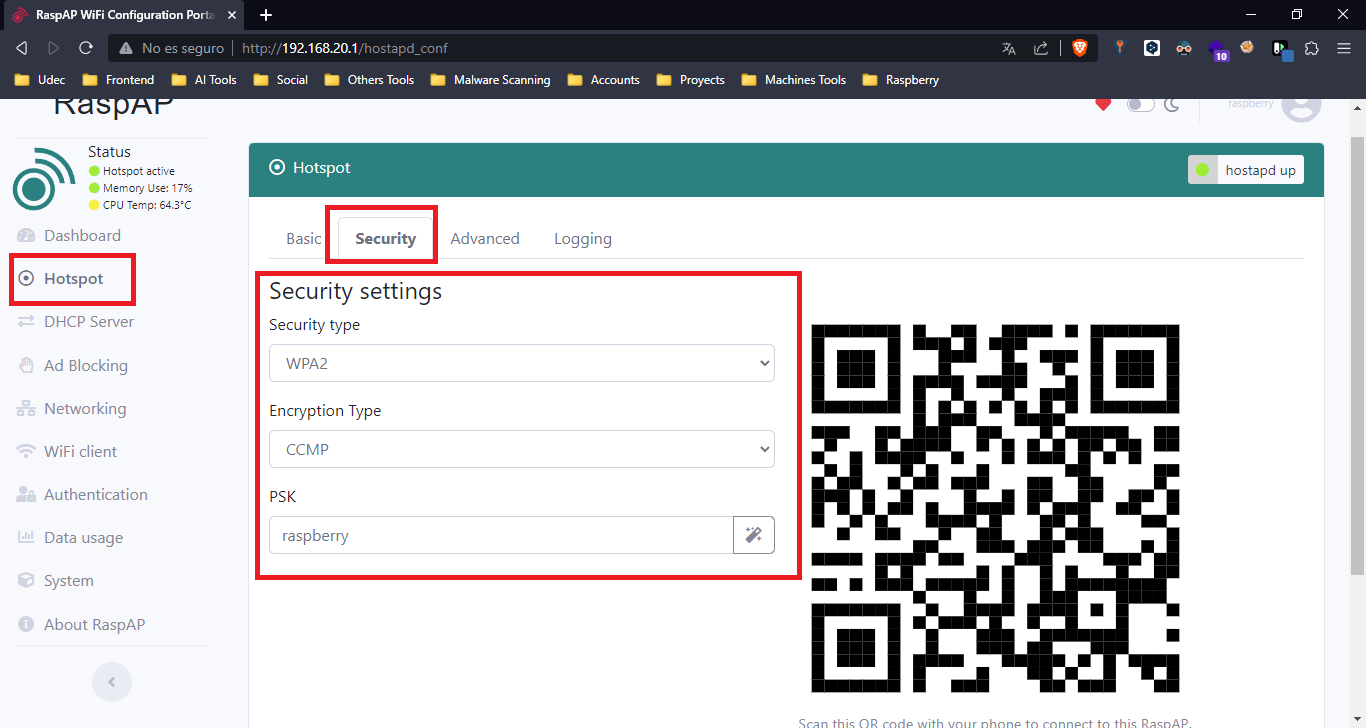 RaspAP WiFi Configuration Porta
No es seguro http://192.168.20.1/hostapd_conf
10
Udec Frontend AI Tools Social Others Tools Malware Scanning Accounts Proyects Machines Tools Raspberry
RaspAP
raspberry
Status
Hotspot active
Memory Use: 17%
CPU Temp: 64.3°C
Dashboard
Hotspot
DHCP Server
Ad Blocking
Networking
WiFi client
Authentication
Data usage
System
About RaspAP
Hotspot
hostapd up
Basic Security Advanced Logging
Security settings
Security type
WPA2
Encryption Type
CCMP
PSK
raspberry
Scan this QR code with your phone to connect to this RaspAP.